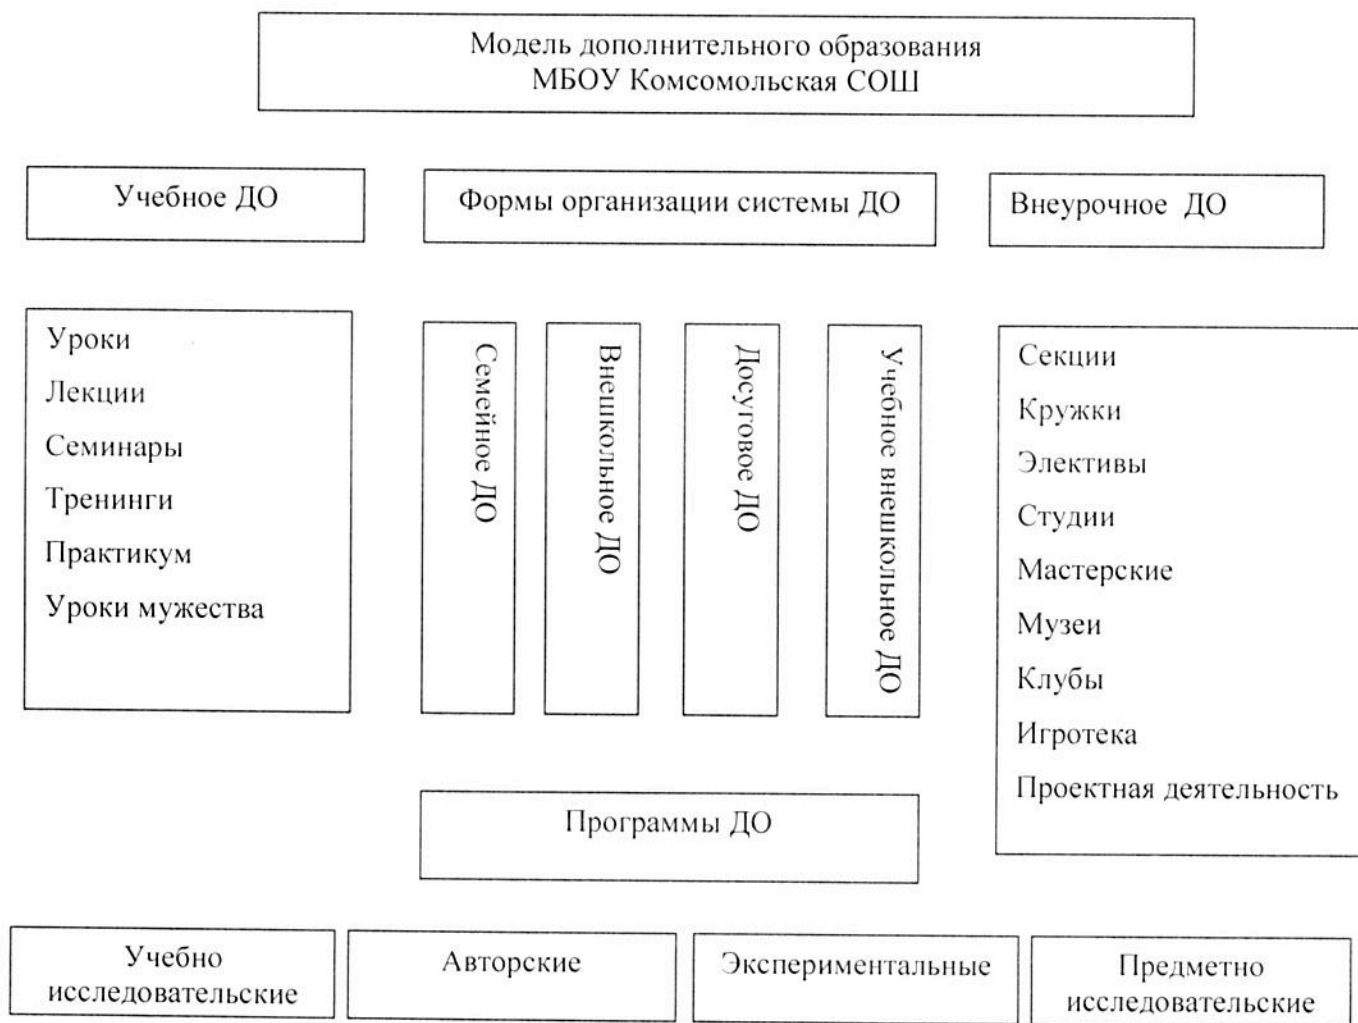 Модель дополнительного образования
МБОУ Комсомольская СОШ
Учебное ДО
Формы организации системы ДО
Внеурочное ДО
Уроки
Лекции
Семинары
Тренинги
Практикум
Уроки мужества
Семейное ДО
Внешкольное ДО
Досуговое ДО
Учебное внешкольное ДО
Секции
Кружки
Элективы
Студии
Мастерские
Музеи
Клубы
Игротека
Проектная деятельность
Программы ДО
Учебно
исследовательские
Авторские
Экспериментальные
Предметно
исследовательские